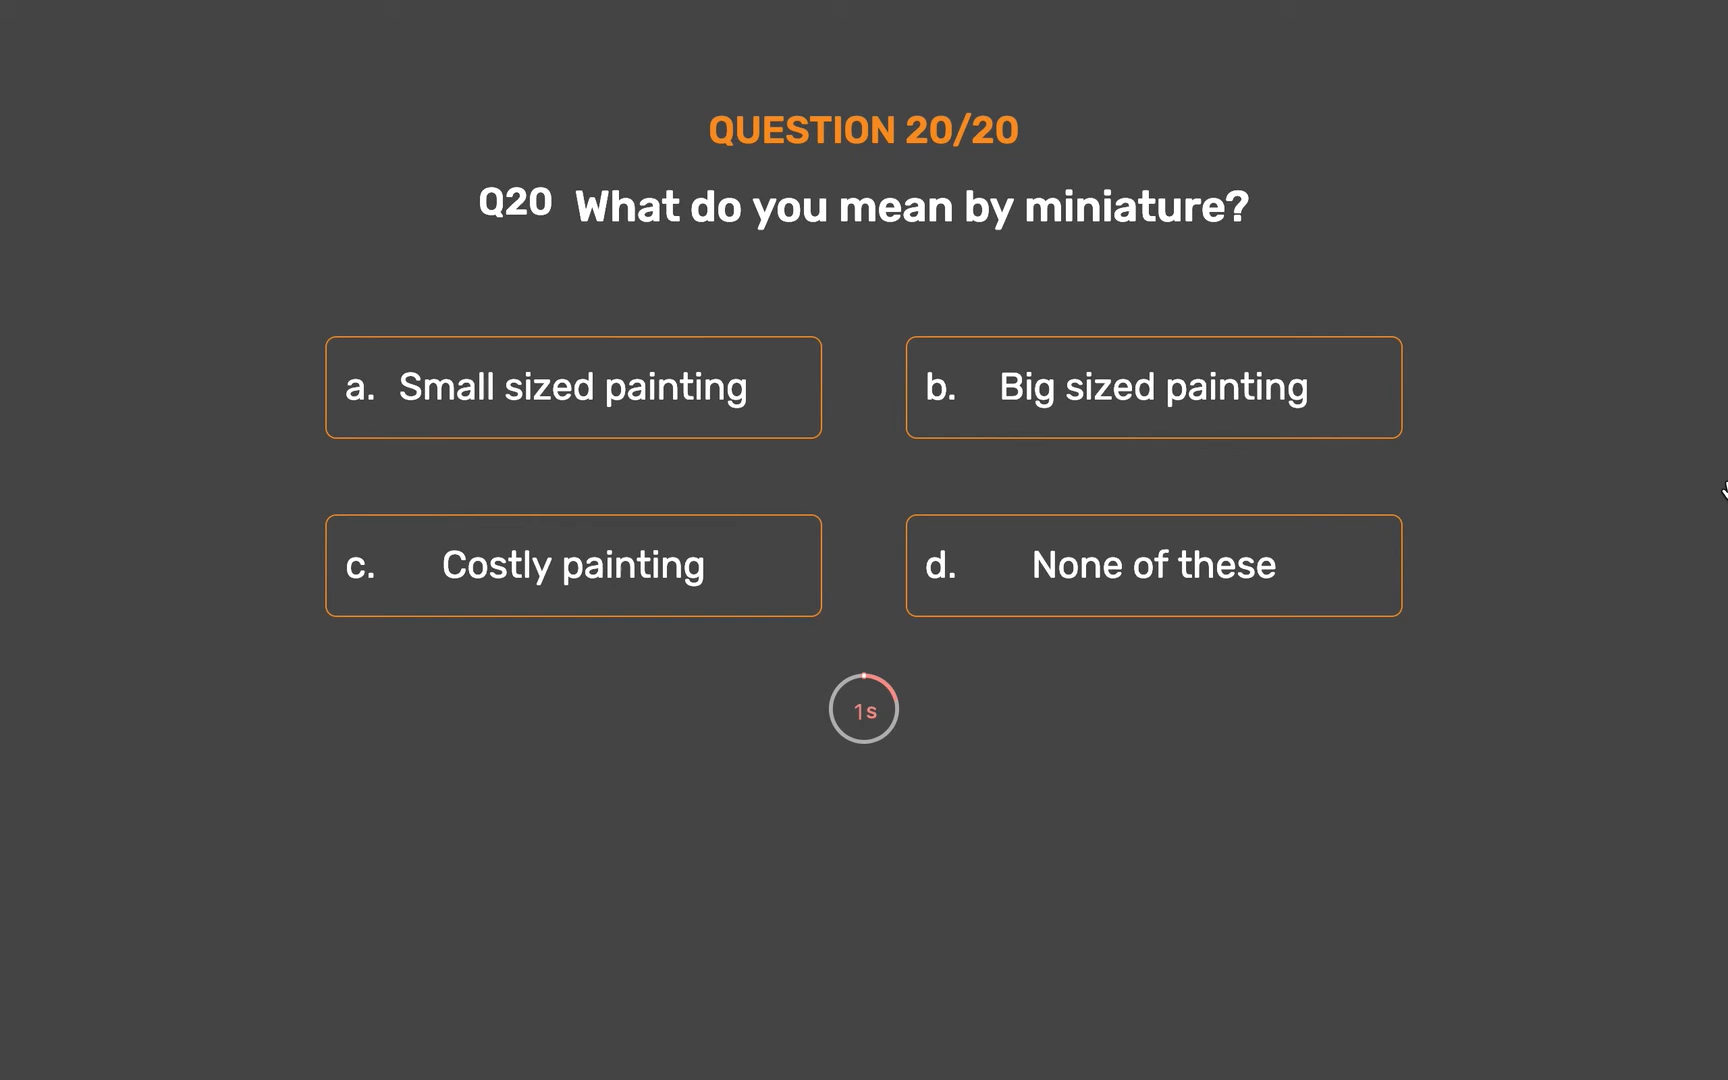 QUESTION 20/20
Q20 What do you mean by miniature?
a. Small sized painting
b. Big sized painting
c. Costly painting
d. None of these
1s